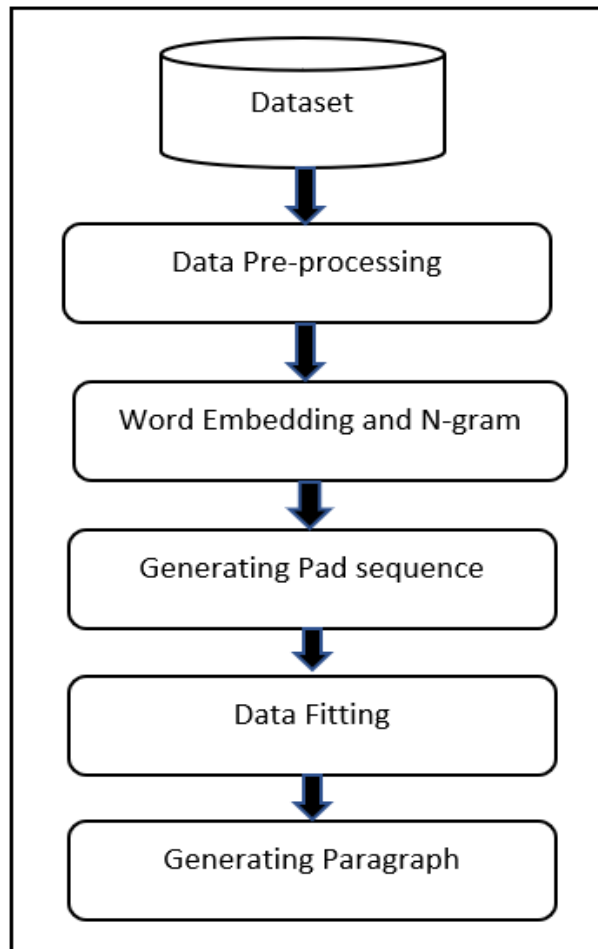 Dataset
Data Pre-processing
Word Embedding and N-gram
Generating Pad sequence
Data Fitting
Generating Paragraph